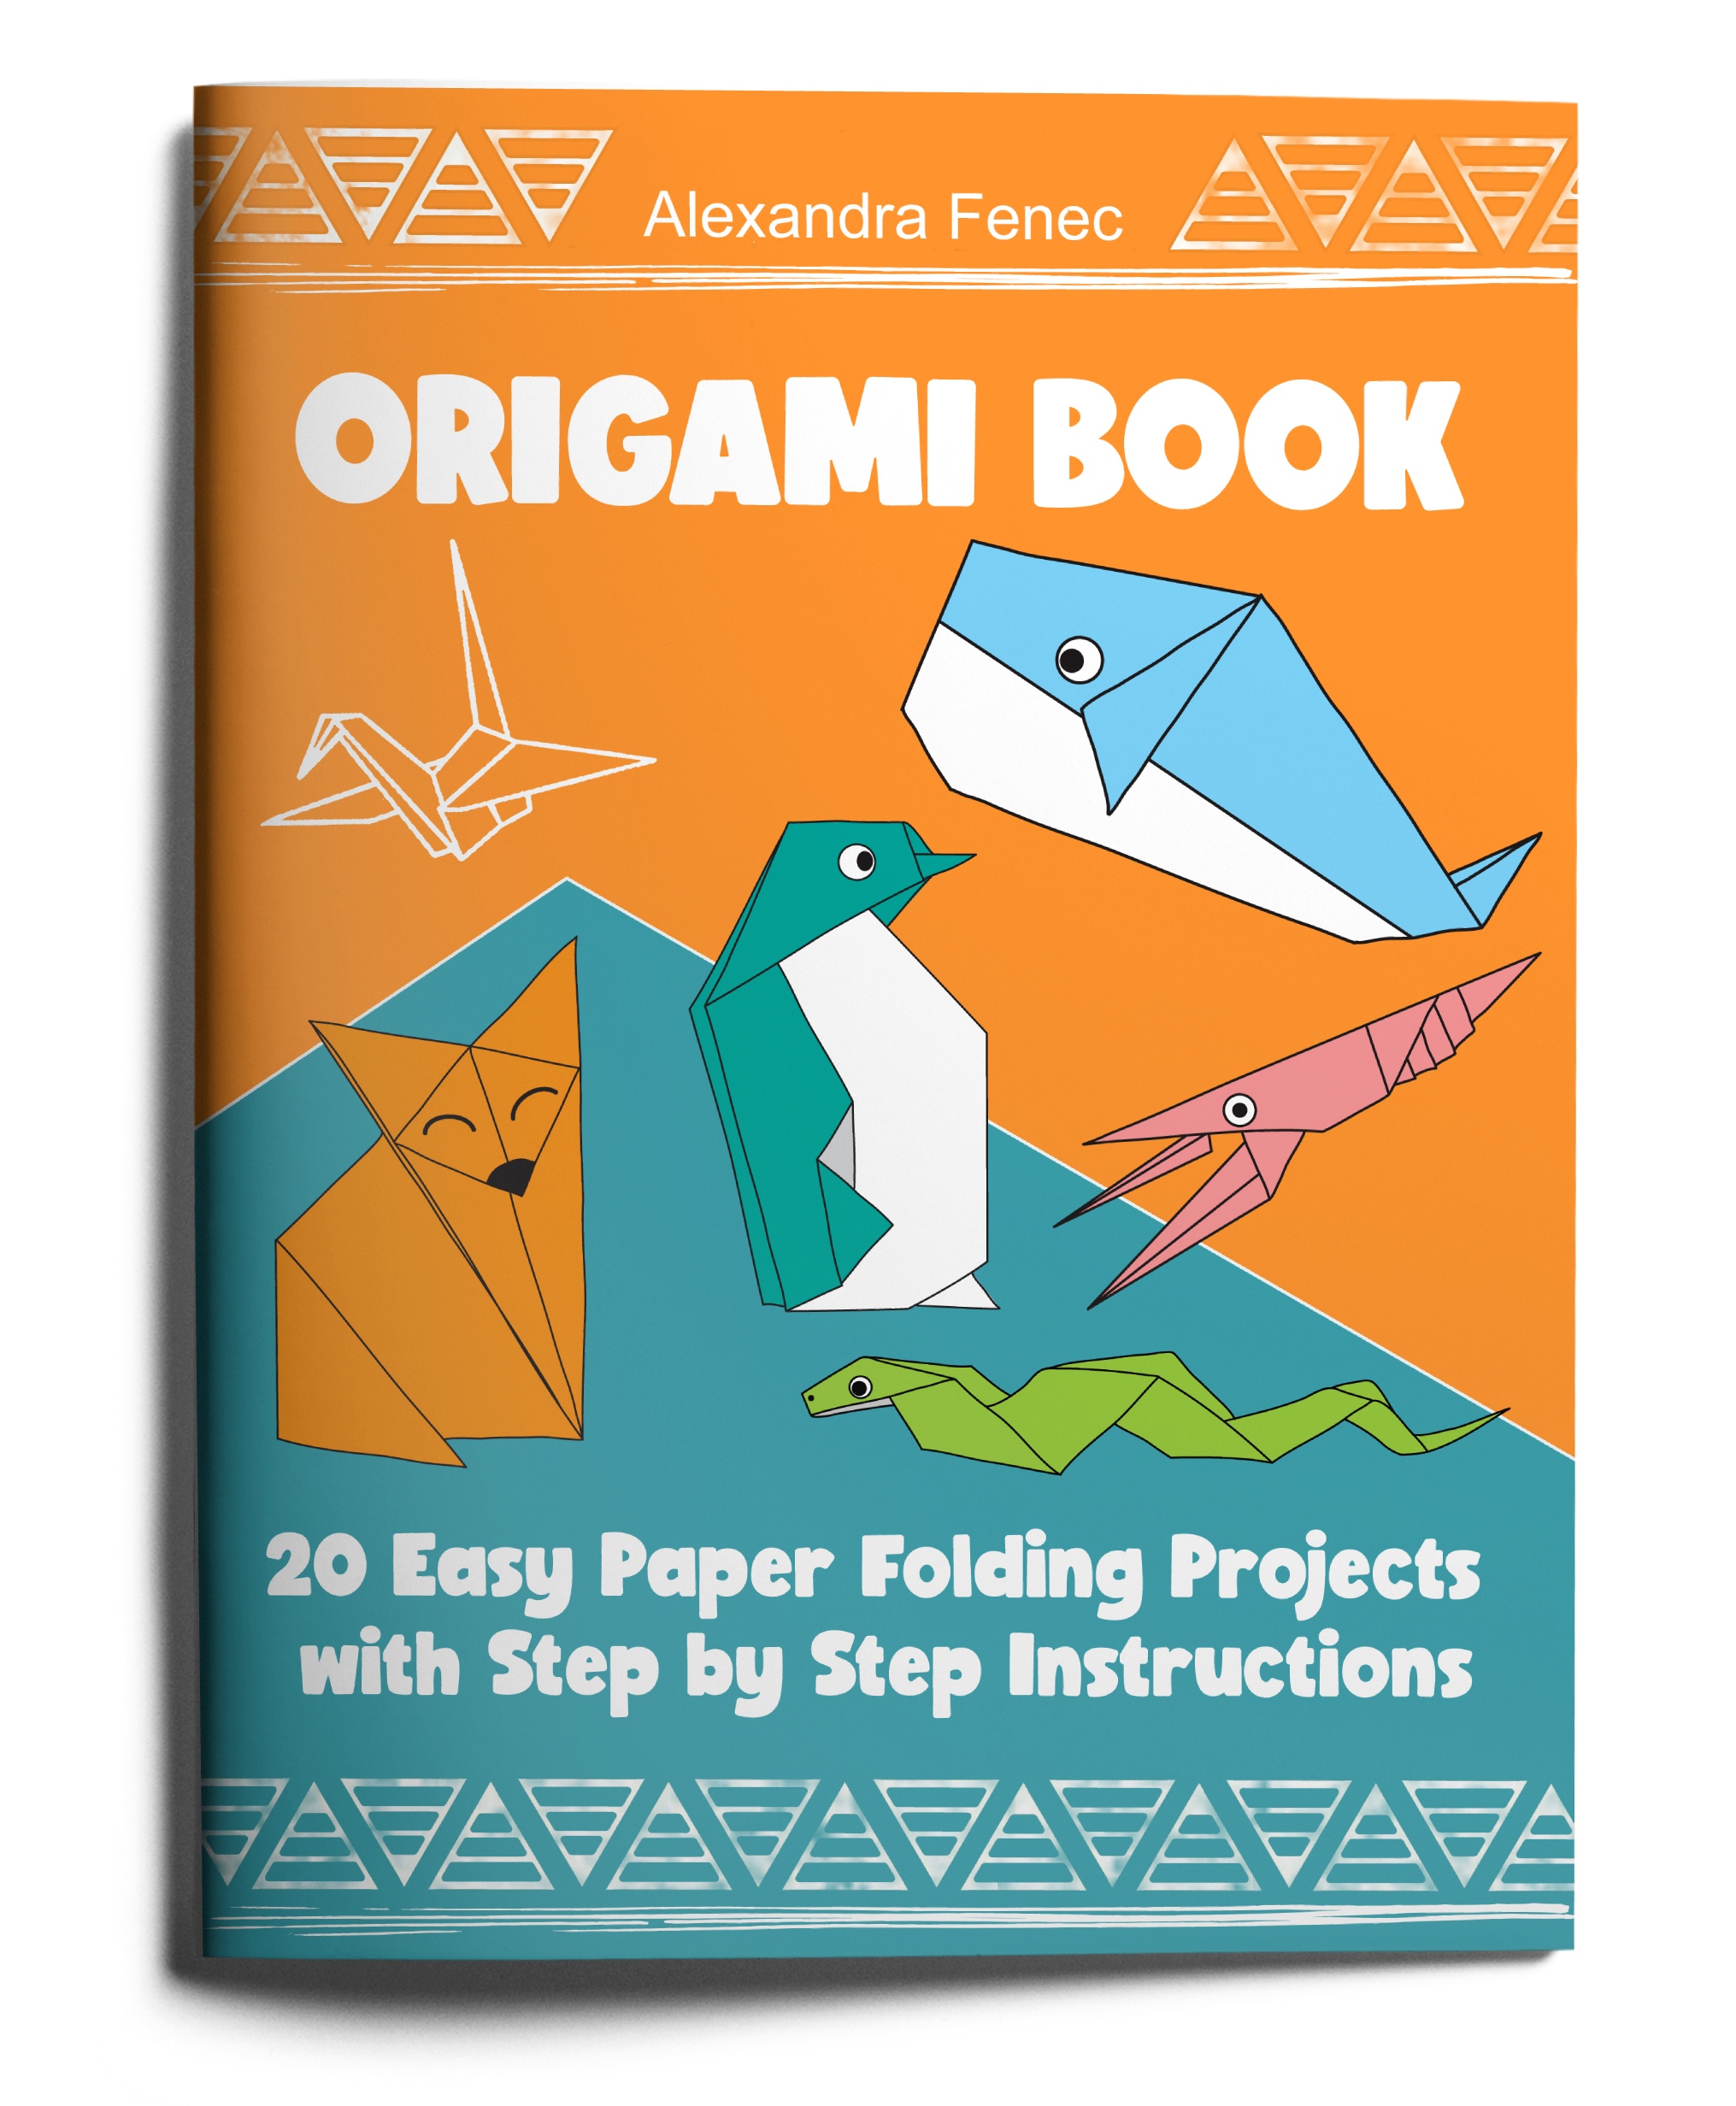 Alexandra Fenec
ORIGAMI BOOK
20 Easy Paper Folding Projects
with Step by Step Instructions